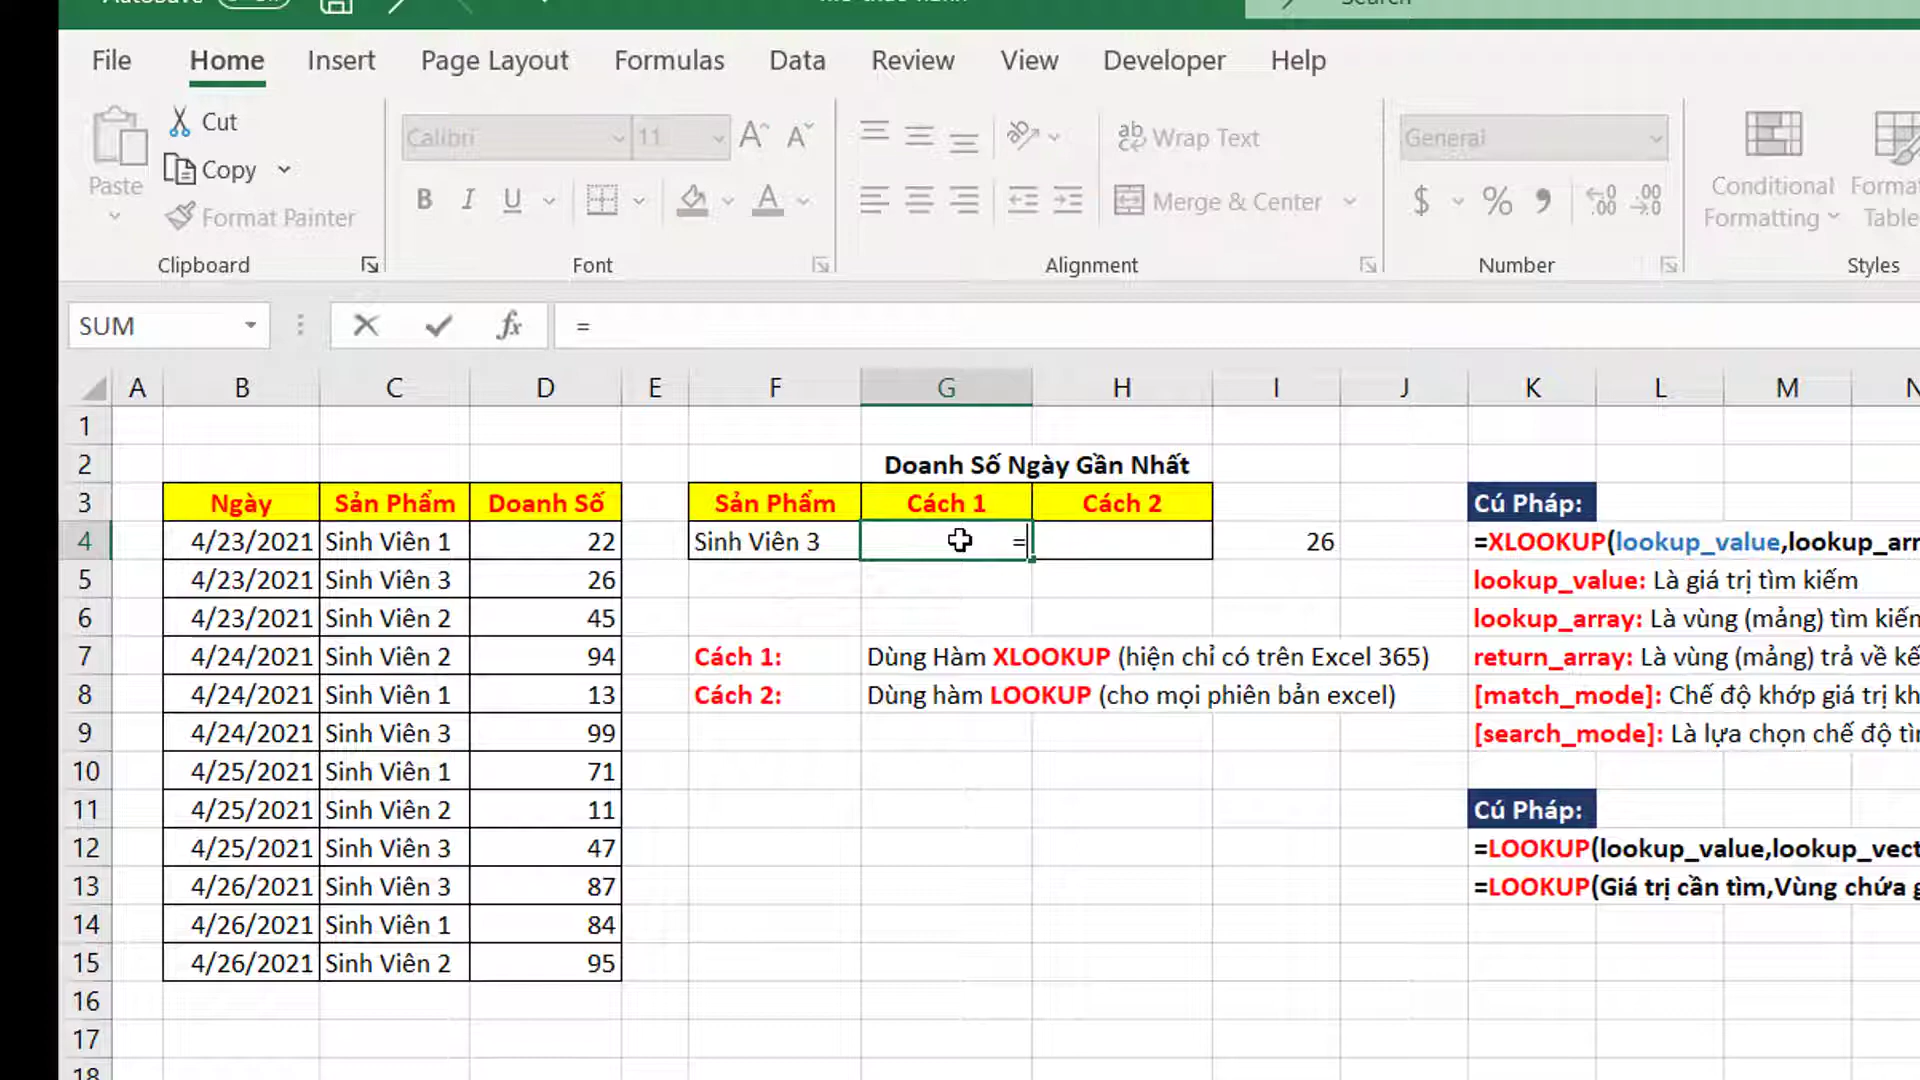 File Home Insert Page Layout Formulas Data Review View Developer Help
Cut
Copy
Paste
Format Painter
Clipboard
Calibri 11
B I U
Font
Wrap Text
Merge & Center
Alignment
General
$ %
Number
Conditional
Formatting
Table
Styles
SUM fx =
A B C D E F G H I J K L M
1
2 Doanh Số Ngày Gần Nhất
3 Ngày Sản Phẩm Doanh Số Sản Phẩm Cách 1 Cách 2 Cú Pháp:
4 4/23/2021 Sinh Viên 1 22 Sinh Viên 3 = 26 =XLOOKUP(lookup_value,lookup_arr
5 4/23/2021 Sinh Viên 3 26 lookup_value: Là giá trị tìm kiếm
6 4/23/2021 Sinh Viên 2 45 lookup_array: Là vùng (mảng) tìm kiếm
7 4/24/2021 Sinh Viên 2 94 Cách 1: Dùng Hàm XLOOKUP (hiện chỉ có trên Excel 365) return_array: Là vùng (mảng) trả về kế
8 4/24/2021 Sinh Viên 1 13 Cách 2: Dùng hàm LOOKUP (cho mọi phiên bản excel) [match_mode]: Chế độ khớp giá trị kh
9 4/24/2021 Sinh Viên 3 99 [search_mode]: Là lựa chọn chế độ tì
10 4/25/2021 Sinh Viên 1 71
11 4/25/2021 Sinh Viên 2 11 Cú Pháp:
12 4/25/2021 Sinh Viên 3 47 =LOOKUP(lookup_value,lookup_vect
13 4/26/2021 Sinh Viên 3 87 =LOOKUP(Giá trị cần tìm,Vùng chứa g
14 4/26/2021 Sinh Viên 1 84
15 4/26/2021 Sinh Viên 2 95
16
17
18